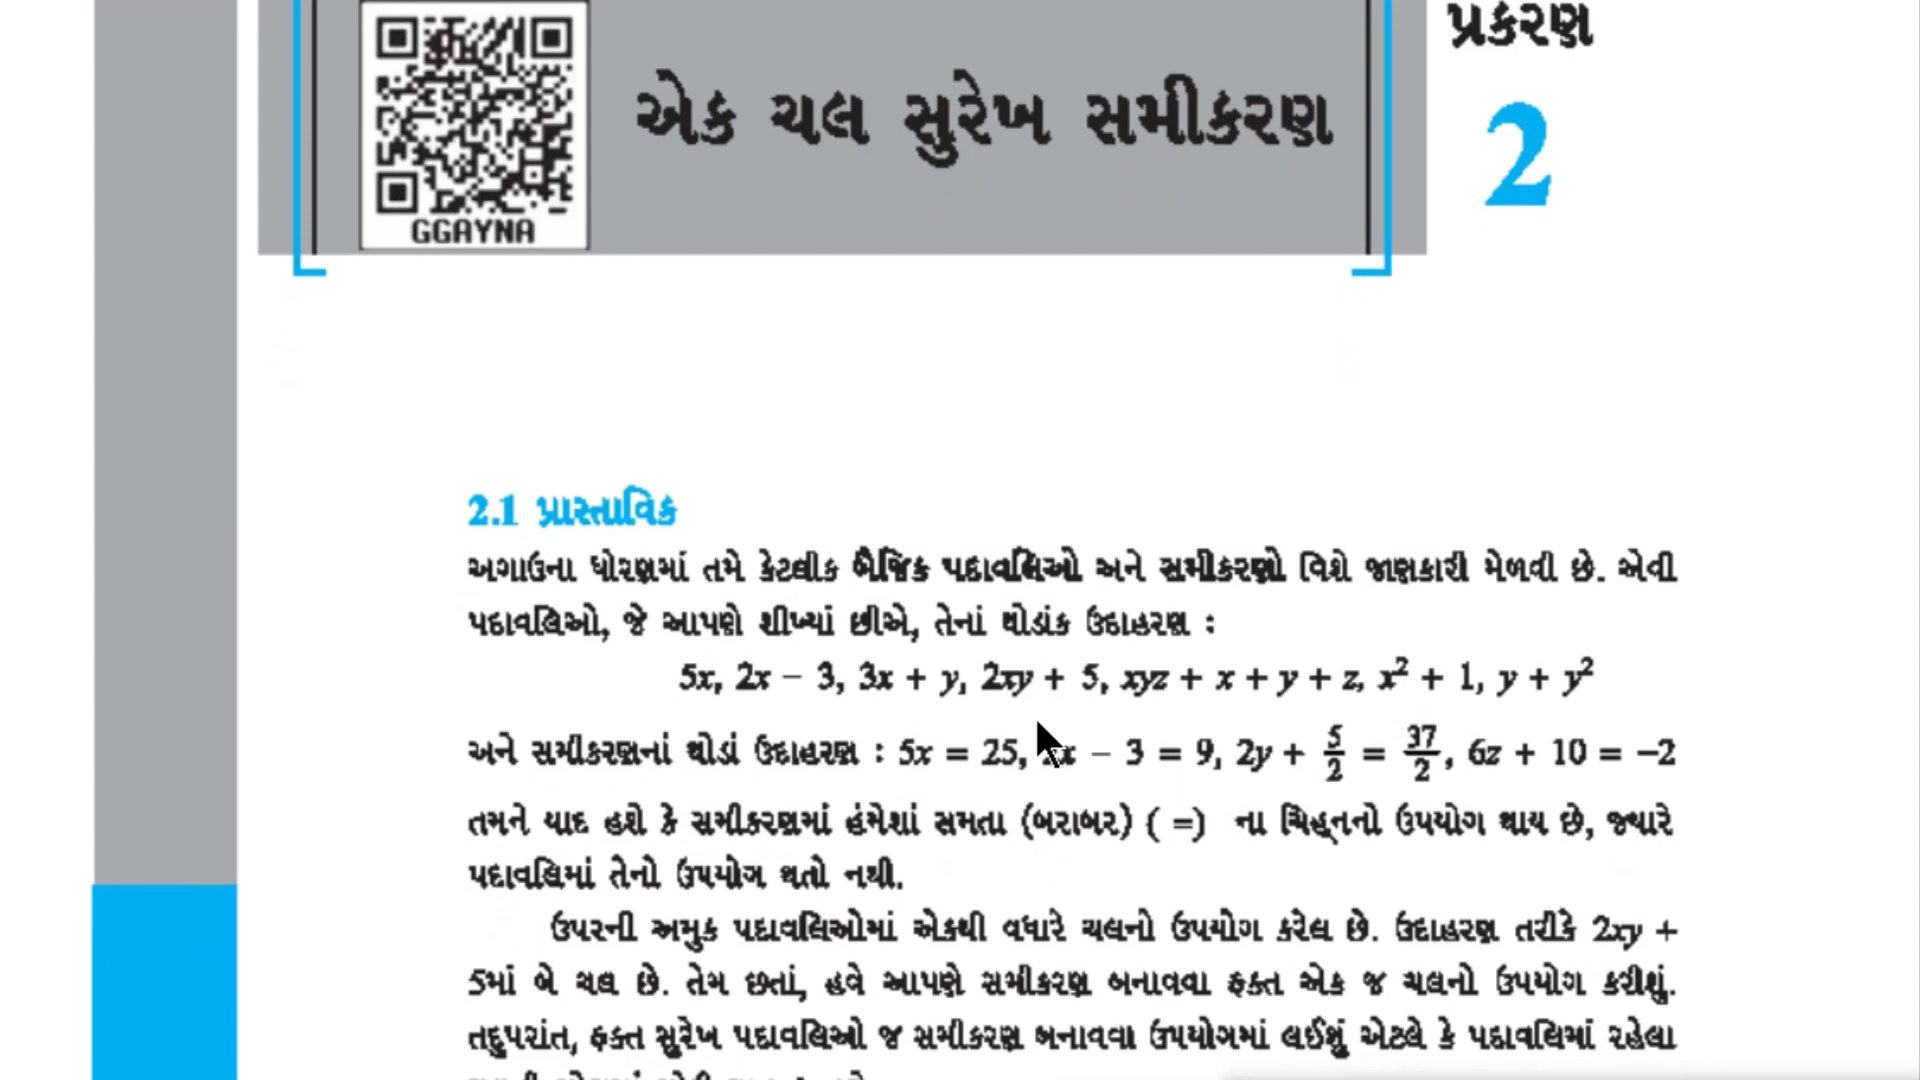 પ્રકરણ
2
એક ચલ સુરેખ સમીકરણ
GGAYNA
2.1 પ્રાસ્તાવિક
અગાઉના ધોરણમાં તમે કેટલીક બૈજિક પદાવલિઓ અને સમીકરણો વિશે જાણકારી મેળવી છે. એવી
પદાવલિઓ, જે આપણે શીખ્યાં છીએ, તેનાં થોડાંક ઉદાહરણ :
5x, 2x − 3, 3x + y, 2xy + 5, xyz + x + y + z, x² + 1, y + y²
અને સમીકરણનાં થોડાં ઉદાહરણ : 5x = 25, x − 3 = 9, 2y + 5/2 = 37/2, 6z + 10 = −2
તમને યાદ હશે કે સમીકરણમાં હંમેશાં સમતા (બરાબર) ( =) ના ચિહ્નનો ઉપયોગ થાય છે, જ્યારે
પદાવલિમાં તેનો ઉપયોગ થતો નથી.
ઉપરની અમુક પદાવલિઓમાં એકથી વધારે ચલનો ઉપયોગ કરેલ છે. ઉદાહરણ તરીકે 2xy +
5માં બે ચલ છે. તેમ છતાં, હવે આપણે સમીકરણ બનાવવા ફક્ત એક જ ચલનો ઉપયોગ કરીશું.
તદુપરાંત, ફક્ત સુરેખ પદાવલિઓ જ સમીકરણ બનાવવા ઉપયોગમાં લઈશું એટલે કે પદાવલિમાં રહેલા